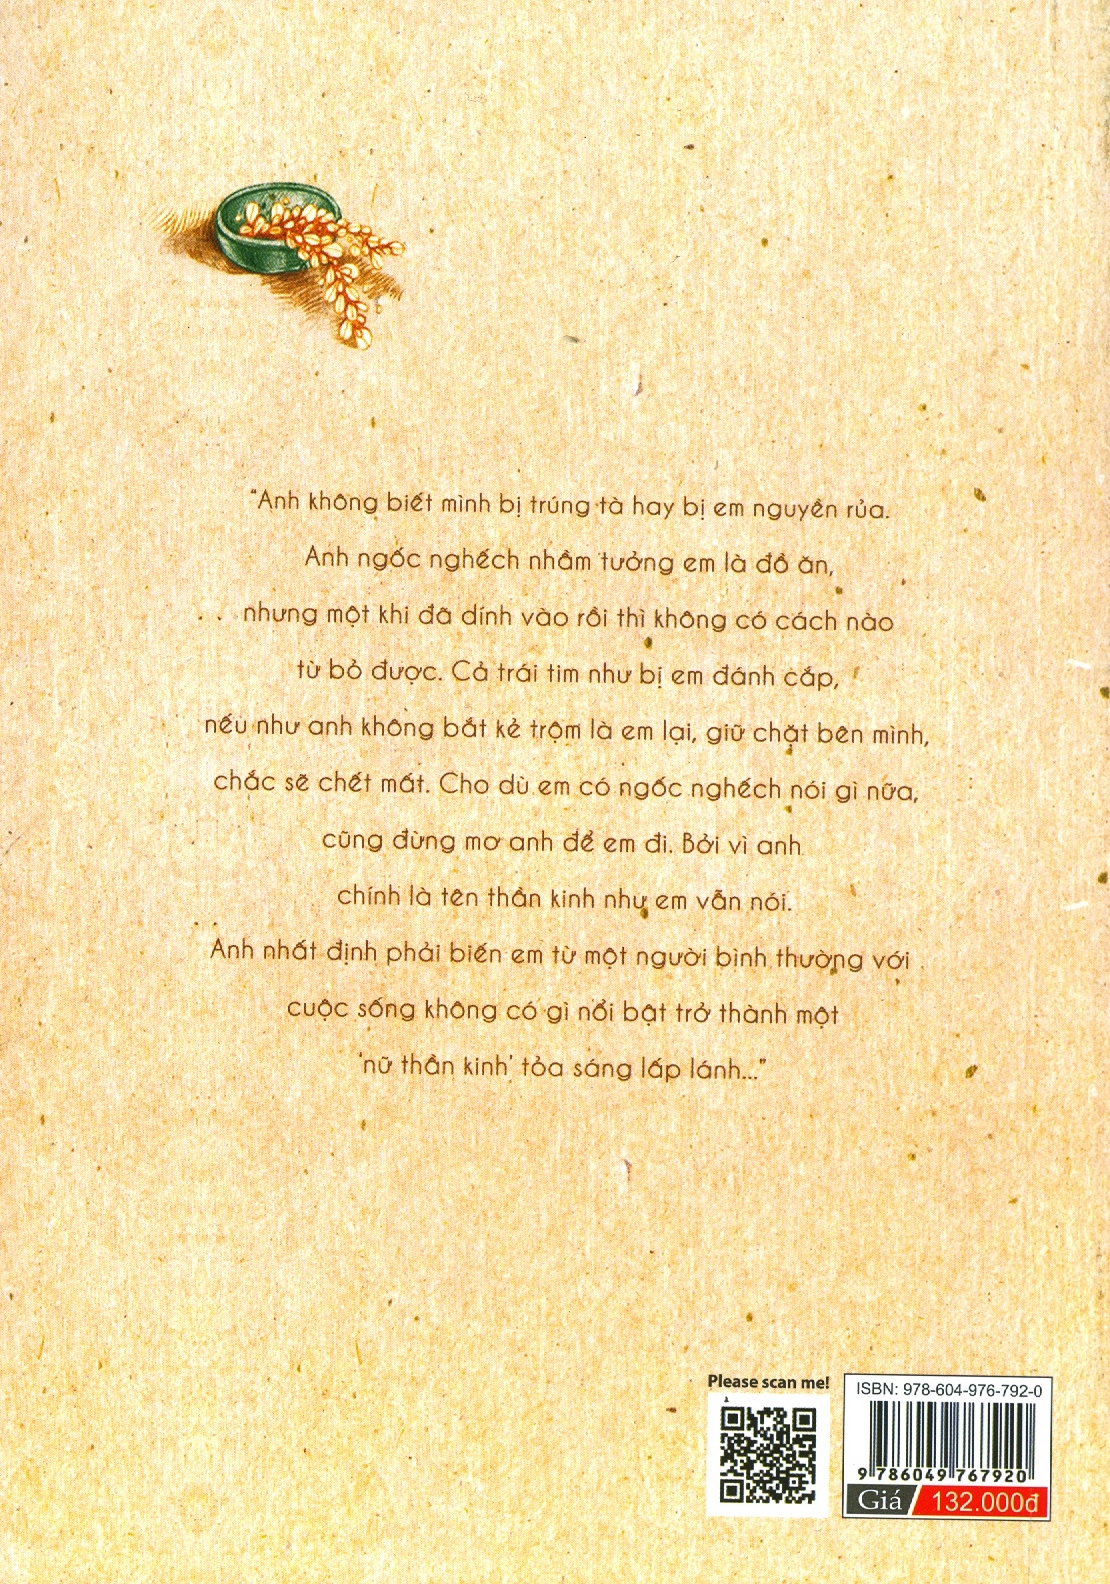 “Anh không biết mình bị trúng tà hay bị em nguyền rủa.
Anh ngốc nghếch nhầm tưởng em là đồ ăn,
nhưng một khi đã dính vào rồi thì không có cách nào
từ bỏ được. Cả trái tim như bị em đánh cắp,
nếu như anh không bắt kẻ trộm là em lại, giữ chặt bên mình,
chắc sẽ chết mất. Cho dù em có ngốc nghếch nói gì nữa,
cũng đừng mơ anh để em đi. Bởi vì anh
chính là tên thần kinh như em vẫn nói.
Anh nhất định phải biến em từ một người bình thường với
cuộc sống không có gì nổi bật trở thành một
‘nữ thần kinh’ tỏa sáng lấp lánh...”
Please scan me!
ISBN: 978-604-976-792-0
9 786049 767920
Giá 132.000đ